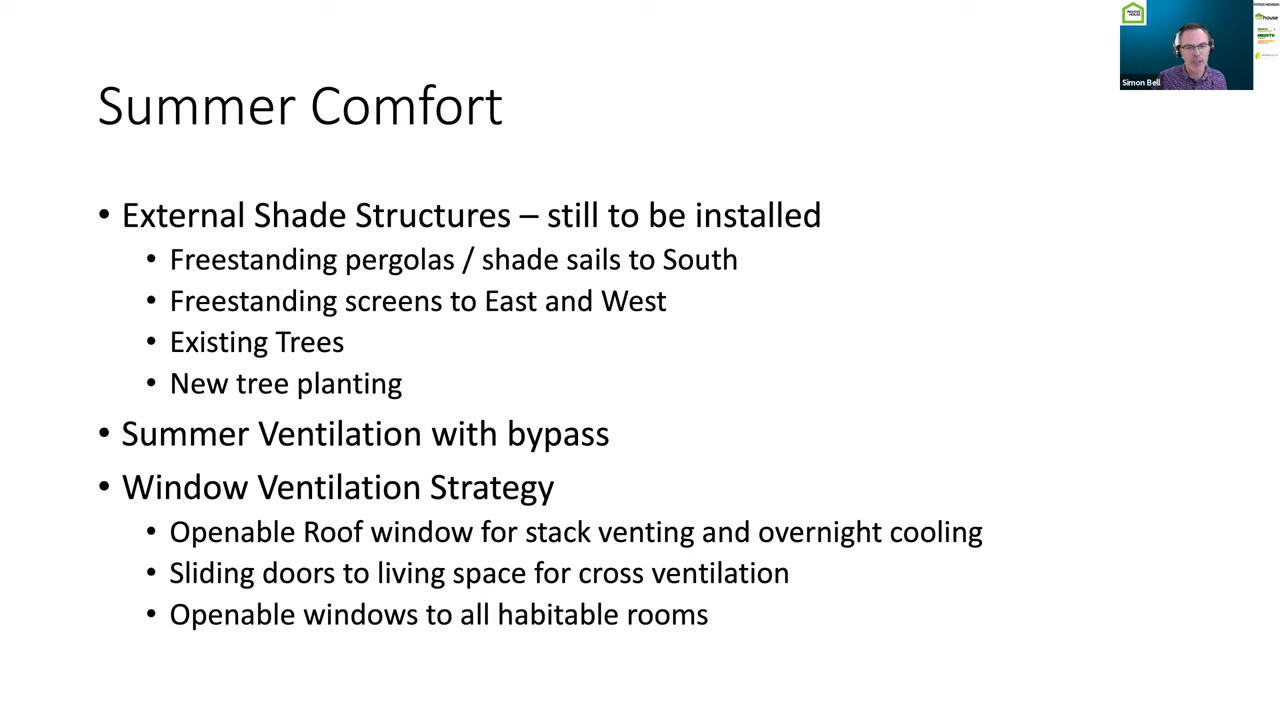 Summer Comfort
• External Shade Structures – still to be installed
• Freestanding pergolas / shade sails to South
• Freestanding screens to East and West
• Existing Trees
• New tree planting
• Summer Ventilation with bypass
• Window Ventilation Strategy
• Openable Roof window for stack venting and overnight cooling
• Sliding doors to living space for cross ventilation
• Openable windows to all habitable rooms
Simon Bell